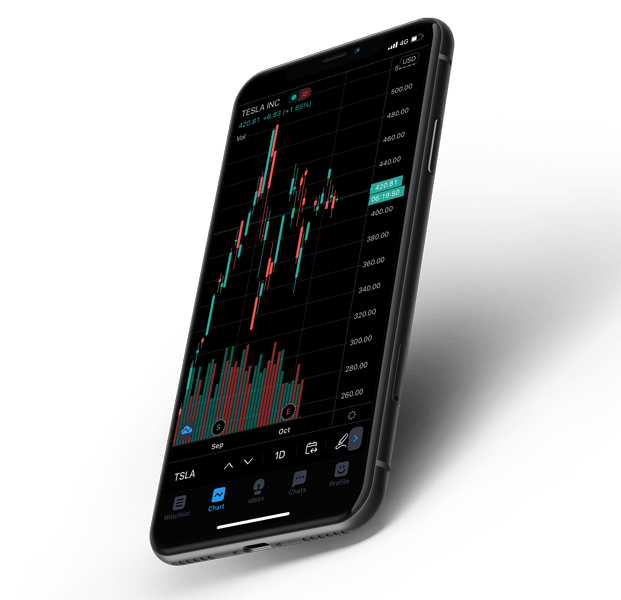 4G
USD
TESLA INC
420.81 +6.83 (+1.65%)
Vol
500.00
480.00
460.00
440.00
420.81
06:19:50
400.00
380.00
360.00
340.00
320.00
300.00
280.00
260.00
S
E
Sep
Oct
TSLA
1D
Watchlist
Chart
Ideas
Chats
Profile